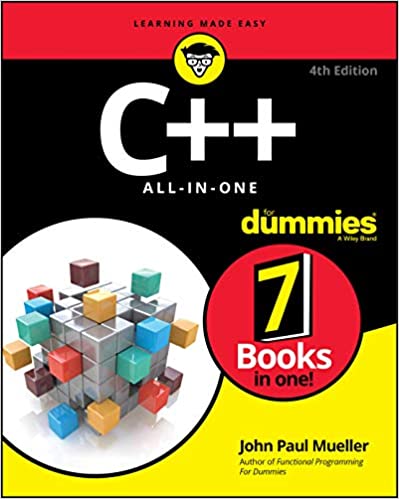 LEARNING MADE EASY
4th Edition
C++
ALL-IN-ONE
for
dummies®
A Wiley Brand
7
Books
in one!
John Paul Mueller
Author of Functional Programming
For Dummies